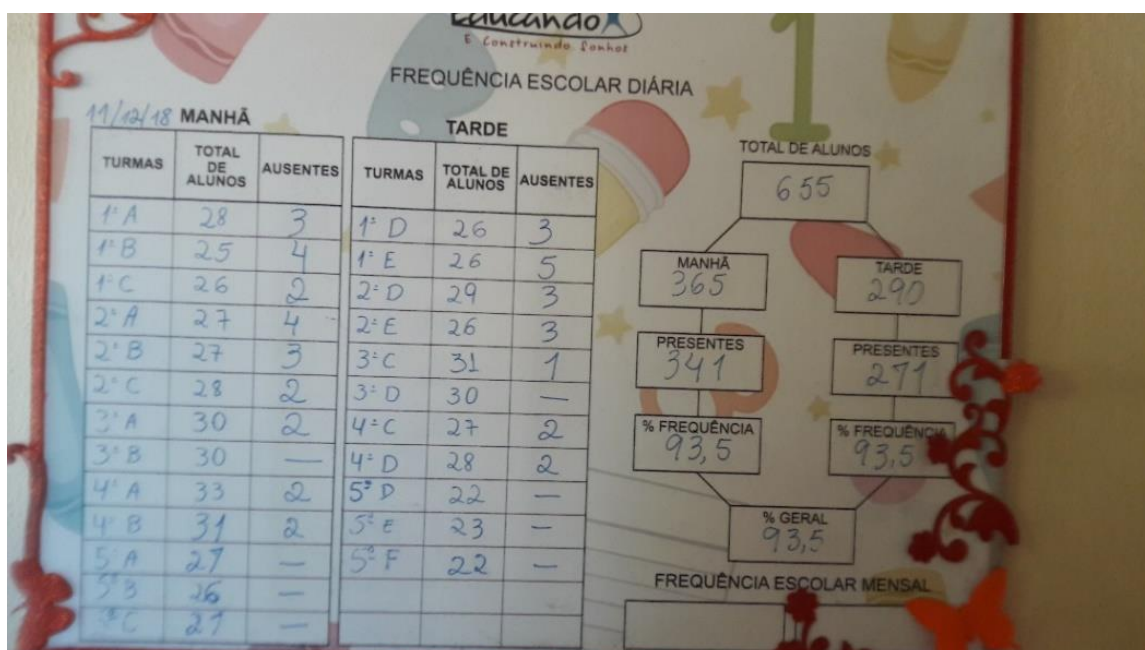 Educando
E Construindo Sonhos
FREQUÊNCIA ESCOLAR DIÁRIA
11/12/18 MANHÃ
TURMAS TOTAL DE ALUNOS AUSENTES
1º A 28 3
1º B 25 4
1º C 26 2
2º A 27 4
2º B 27 3
2º C 28 2
3º A 30 2
3º B 30 —
4º A 33 2
4º B 31 2
5º A 27 —
5º B 26 —
C 27 —
TARDE
TURMAS TOTAL DE ALUNOS AUSENTES
1º D 26 3
1º E 26 5
2º D 29 3
2º E 26 3
3º C 31 1
3º D 30 —
4º C 27 2
4º D 28 2
5º D 22 —
5º E 23 —
5º F 22 —
1
TOTAL DE ALUNOS
655
MANHÃ
365
TARDE
290
PRESENTES
341
PRESENTES
271
% FREQUÊNCIA
93,5
% FREQUÊNCIA
93,5
% GERAL
93,5
FREQUÊNCIA ESCOLAR MENSAL